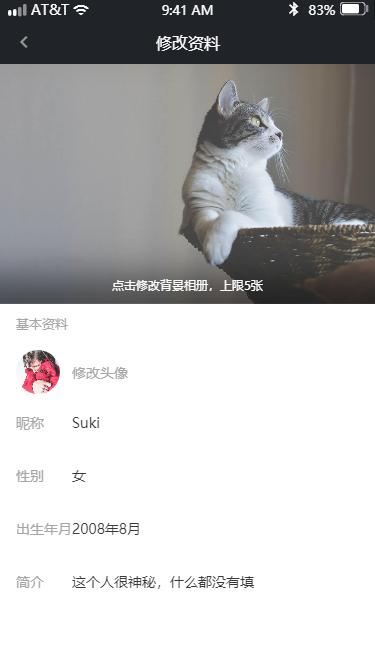 AT&T 9:41 AM 83%
修改资料
点击修改背景相册，上限5张
基本资料
修改头像
昵称 Suki
性别 女
出生年月 2008年8月
简介 这个人很神秘，什么都没有填